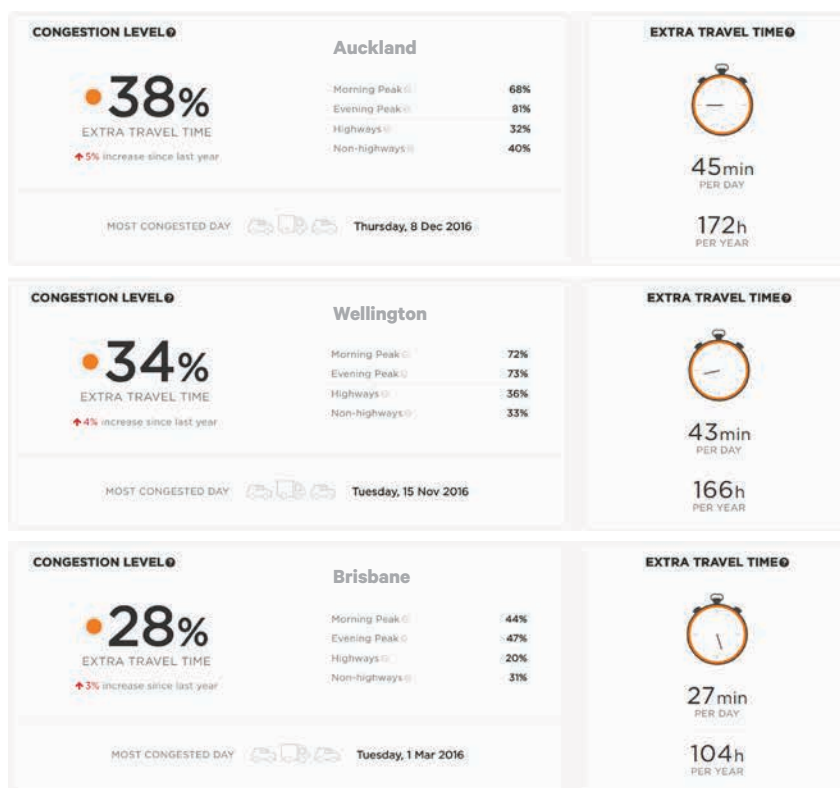 CONGESTION LEVEL?
Auckland
EXTRA TRAVEL TIME?
38%
EXTRA TRAVEL TIME
5% increase since last year
Morning Peak 68%
Evening Peak 81%
Highways 32%
Non-highways 40%
MOST CONGESTED DAY Thursday, 8 Dec 2016
45min
PER DAY
172h
PER YEAR
CONGESTION LEVEL?
Wellington
EXTRA TRAVEL TIME?
34%
EXTRA TRAVEL TIME
4% increase since last year
Morning Peak 72%
Evening Peak 73%
Highways 36%
Non-highways 33%
MOST CONGESTED DAY Tuesday, 15 Nov 2016
43min
PER DAY
166h
PER YEAR
CONGESTION LEVEL?
Brisbane
EXTRA TRAVEL TIME?
28%
EXTRA TRAVEL TIME
3% increase since last year
Morning Peak 44%
Evening Peak 47%
Highways 20%
Non-highways 31%
MOST CONGESTED DAY Tuesday, 1 Mar 2016
27min
PER DAY
104h
PER YEAR